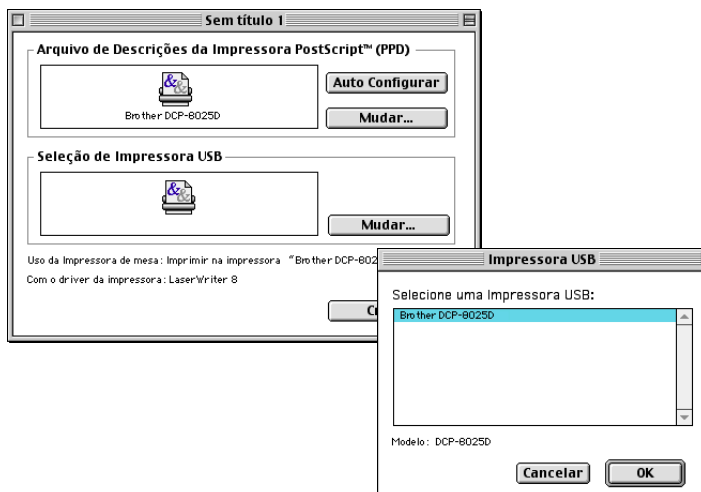 Sem título 1
Arquivo de Descrições da Impressora PostScript™ (PPD)
Brother DCP-8025D
Auto Configurar
Mudar...
Seleção de Impressora USB
Mudar...
Uso da Impressora de mesa: Imprimir na impressora "Brother
Com o driver da impressora: LaserWriter 8
Impressora USB
Selecione uma Impressora USB:
Brother DCP-8025D
Modelo: DCP-8025D
Cancelar
OK